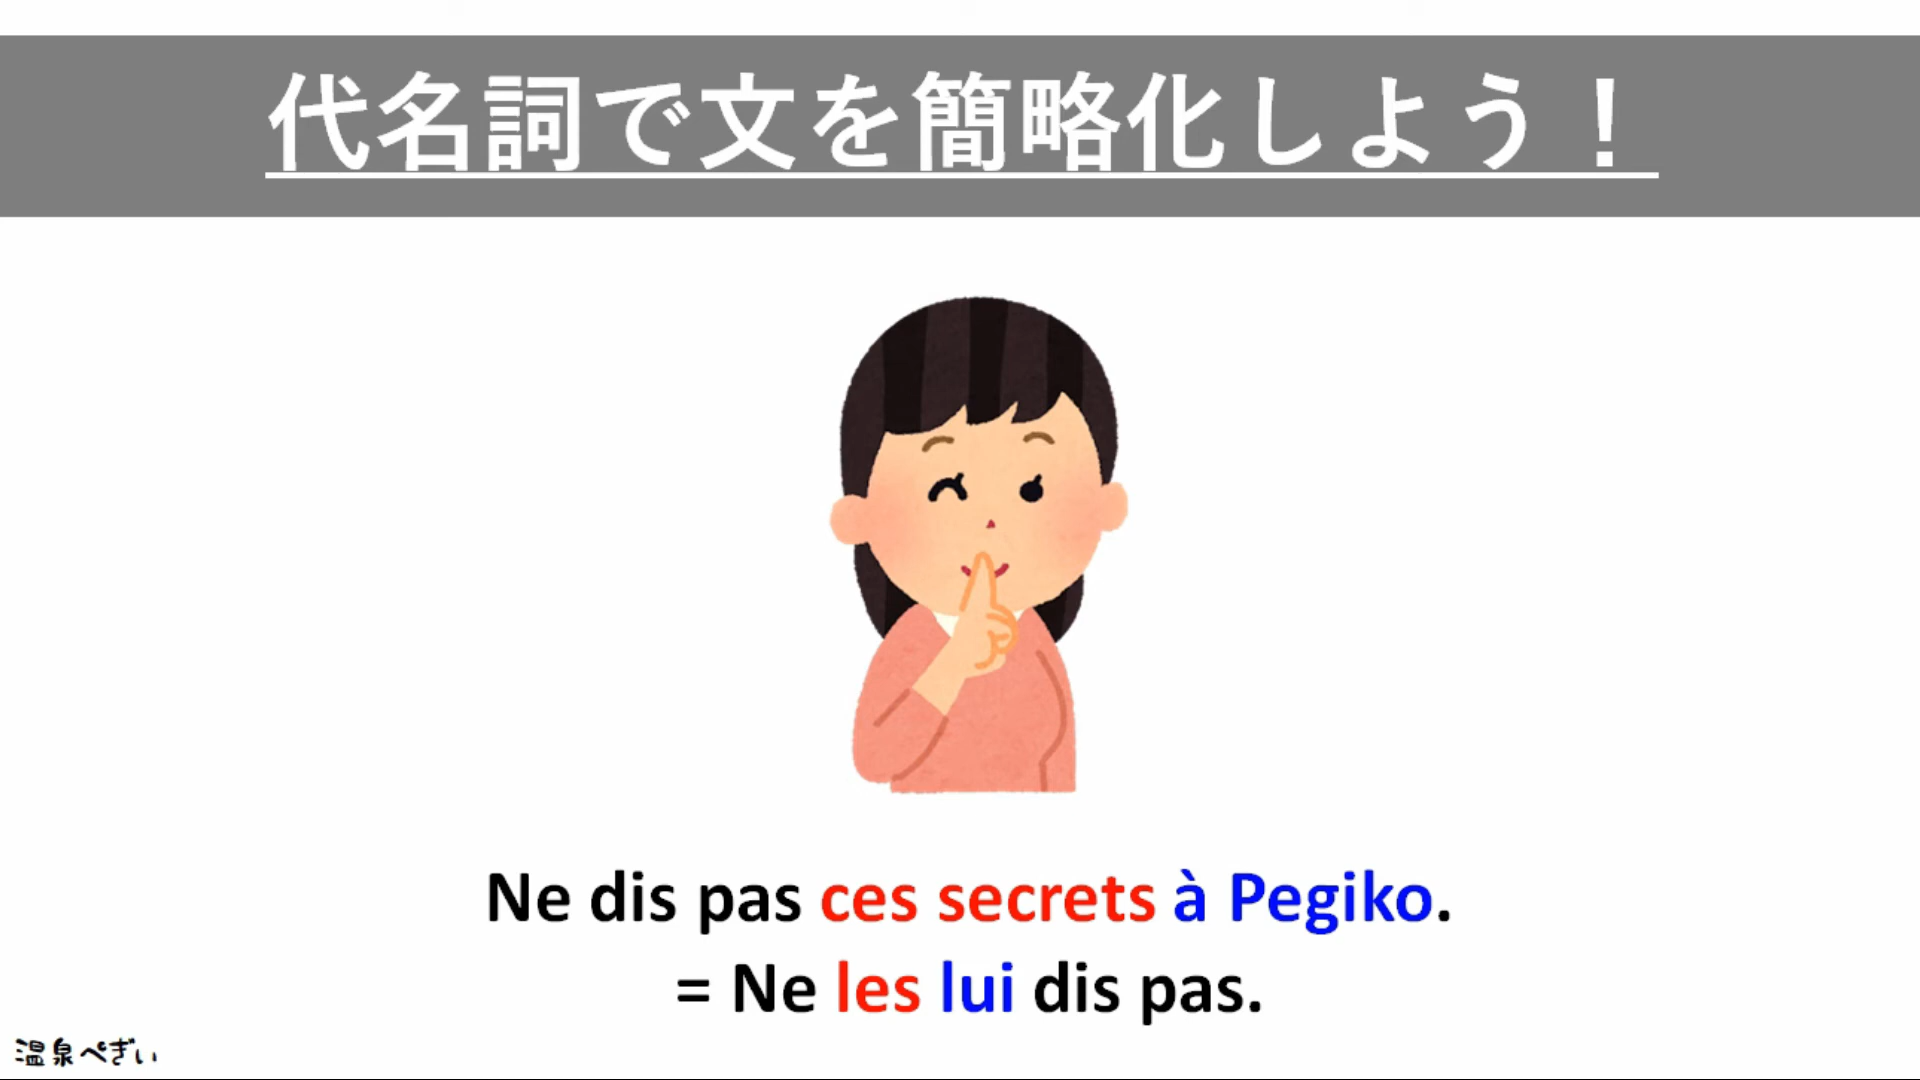 代名詞で文を簡略化しよう！
Ne dis pas ces secrets à Pegiko.
= Ne les lui dis pas.
温泉ぺぎぃ